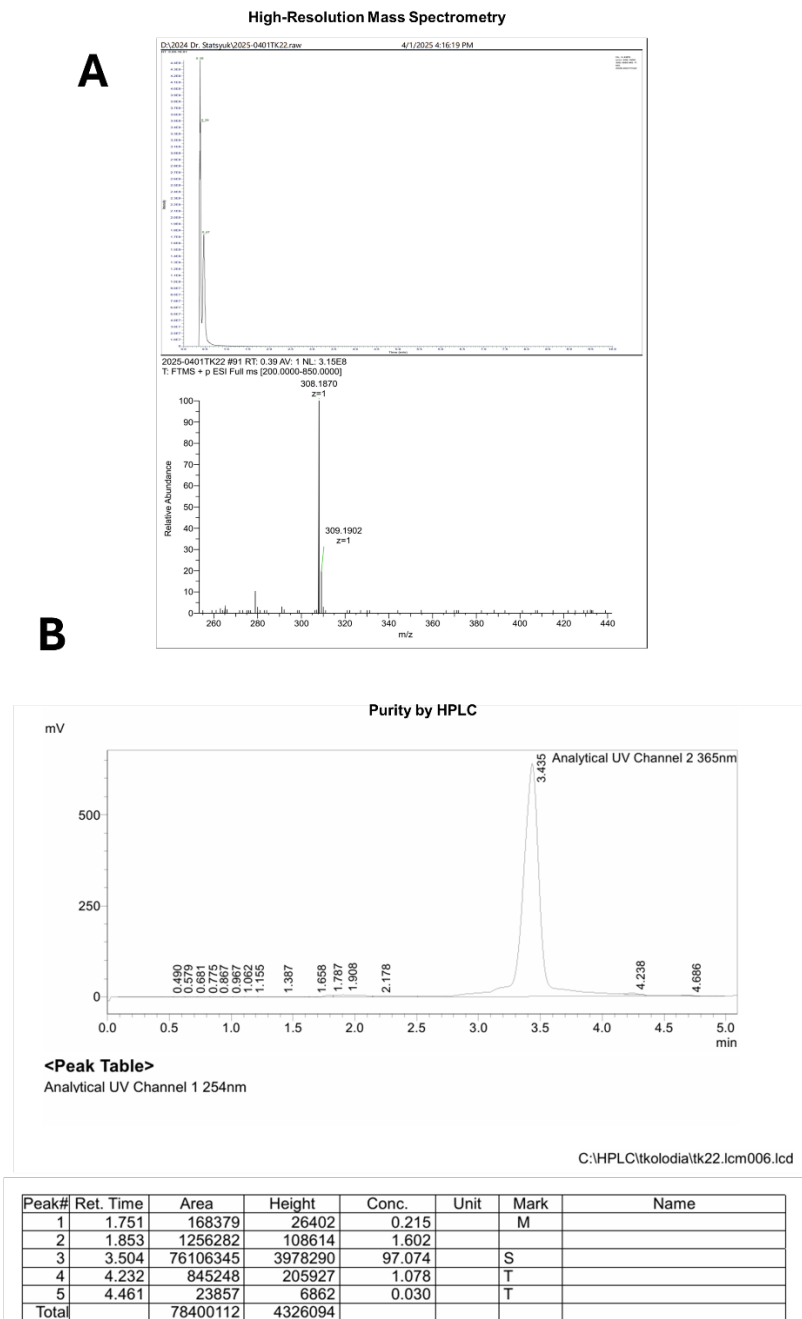 High-Resolution Mass Spectrometry
A
D:\2024 Dr. Statsyuk\2025-0401TK22.raw 4/1/2025 4:16:19 PM
Time (min)
2025-0401TK22 #91 RT: 0.39 AV: 1 NL: 3.15E8
T: FTMS + p ESI Full ms [200.0000-850.0000]
308.1870
z=1
100
90
80
70
60
50
40
30
20
10
0
Relative Abundance
309.1902
z=1
260 280 300 320 340 360 380 400 420 440
m/z
B
Purity by HPLC
mV
Analytical UV Channel 2 365nm
3.435
500
250
0
0.490 0.579 0.681 0.775 0.867 0.967 1.062 1.155 1.387 1.658 1.787 1.908 2.178 4.238 4.686
0.0 0.5 1.0 1.5 2.0 2.5 3.0 3.5 4.0 4.5 5.0
min
<Peak Table>
Analytical UV Channel 1 254nm
C:\HPLC\tkolodia\tk22.lcm006.lcd
Peak# Ret. Time Area Height Conc. Unit Mark Name
1 1.751 168379 26402 0.215 M
2 1.853 1256282 108614 1.602
3 3.504 76106345 3978290 97.074 S
4 4.232 845248 205927 1.078 T
5 4.461 23857 6862 0.030 T
Total 78400112 4326094